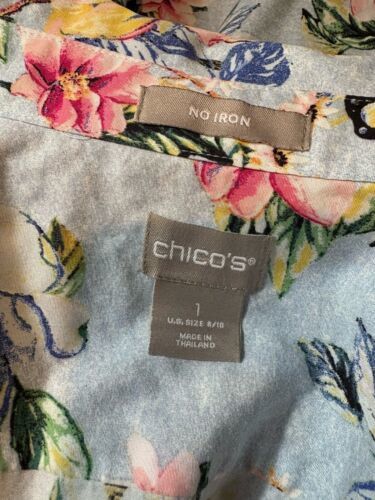 NO IRON
chico's®
1
U.S. SIZE 8/10
MADE IN
THAILAND